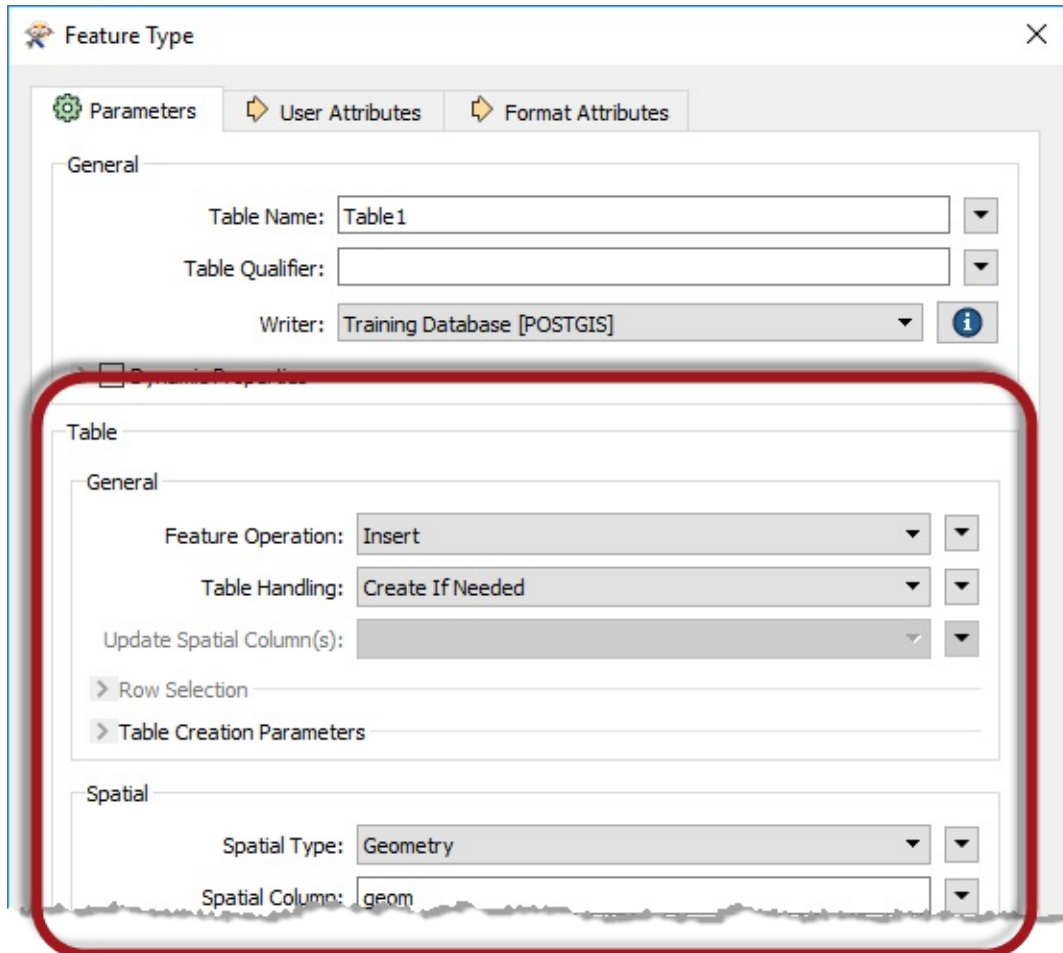 Feature Type
Parameters
User Attributes
Format Attributes
General
Table Name: Table1
Table Qualifier:
Writer: Training Database [POSTGIS]
Dynamic Properties
Table
General
Feature Operation: Insert
Table Handling: Create If Needed
Update Spatial Column(s):
Row Selection
Table Creation Parameters
Spatial
Spatial Type: Geometry
Spatial Column: geom